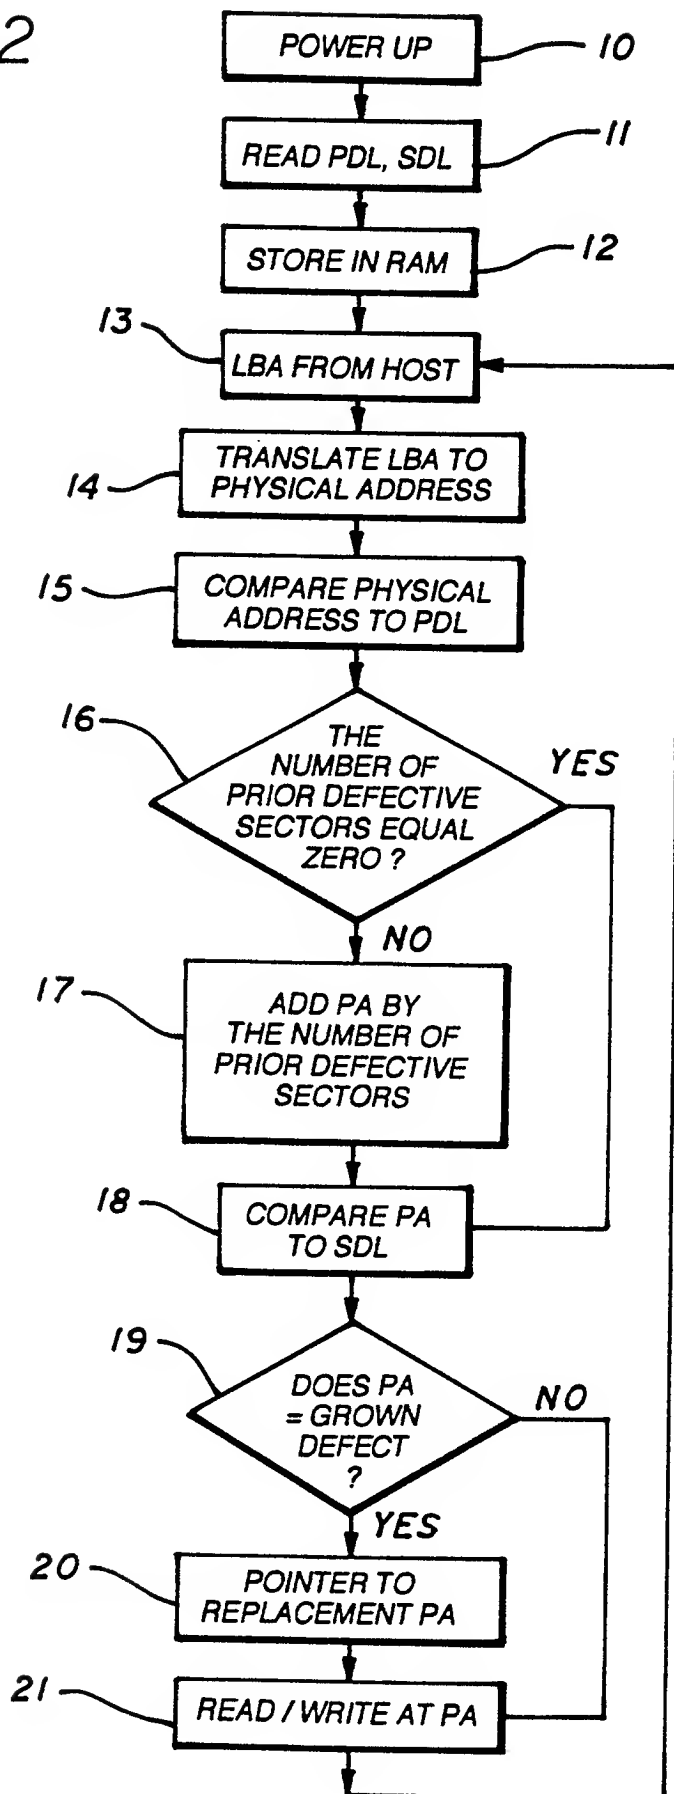 2
POWER UP
10
READ PDL, SDL
11
STORE IN RAM
12
13
LBA FROM HOST
14
TRANSLATE LBA TO
PHYSICAL ADDRESS
15
COMPARE PHYSICAL
ADDRESS TO PDL
16
THE
NUMBER OF
PRIOR DEFECTIVE
SECTORS EQUAL
ZERO ?
YES
NO
17
ADD PA BY
THE NUMBER OF
PRIOR DEFECTIVE
SECTORS
18
COMPARE PA
TO SDL
19
DOES PA
= GROWN
DEFECT
?
NO
YES
20
POINTER TO
REPLACEMENT PA
21
READ / WRITE AT PA